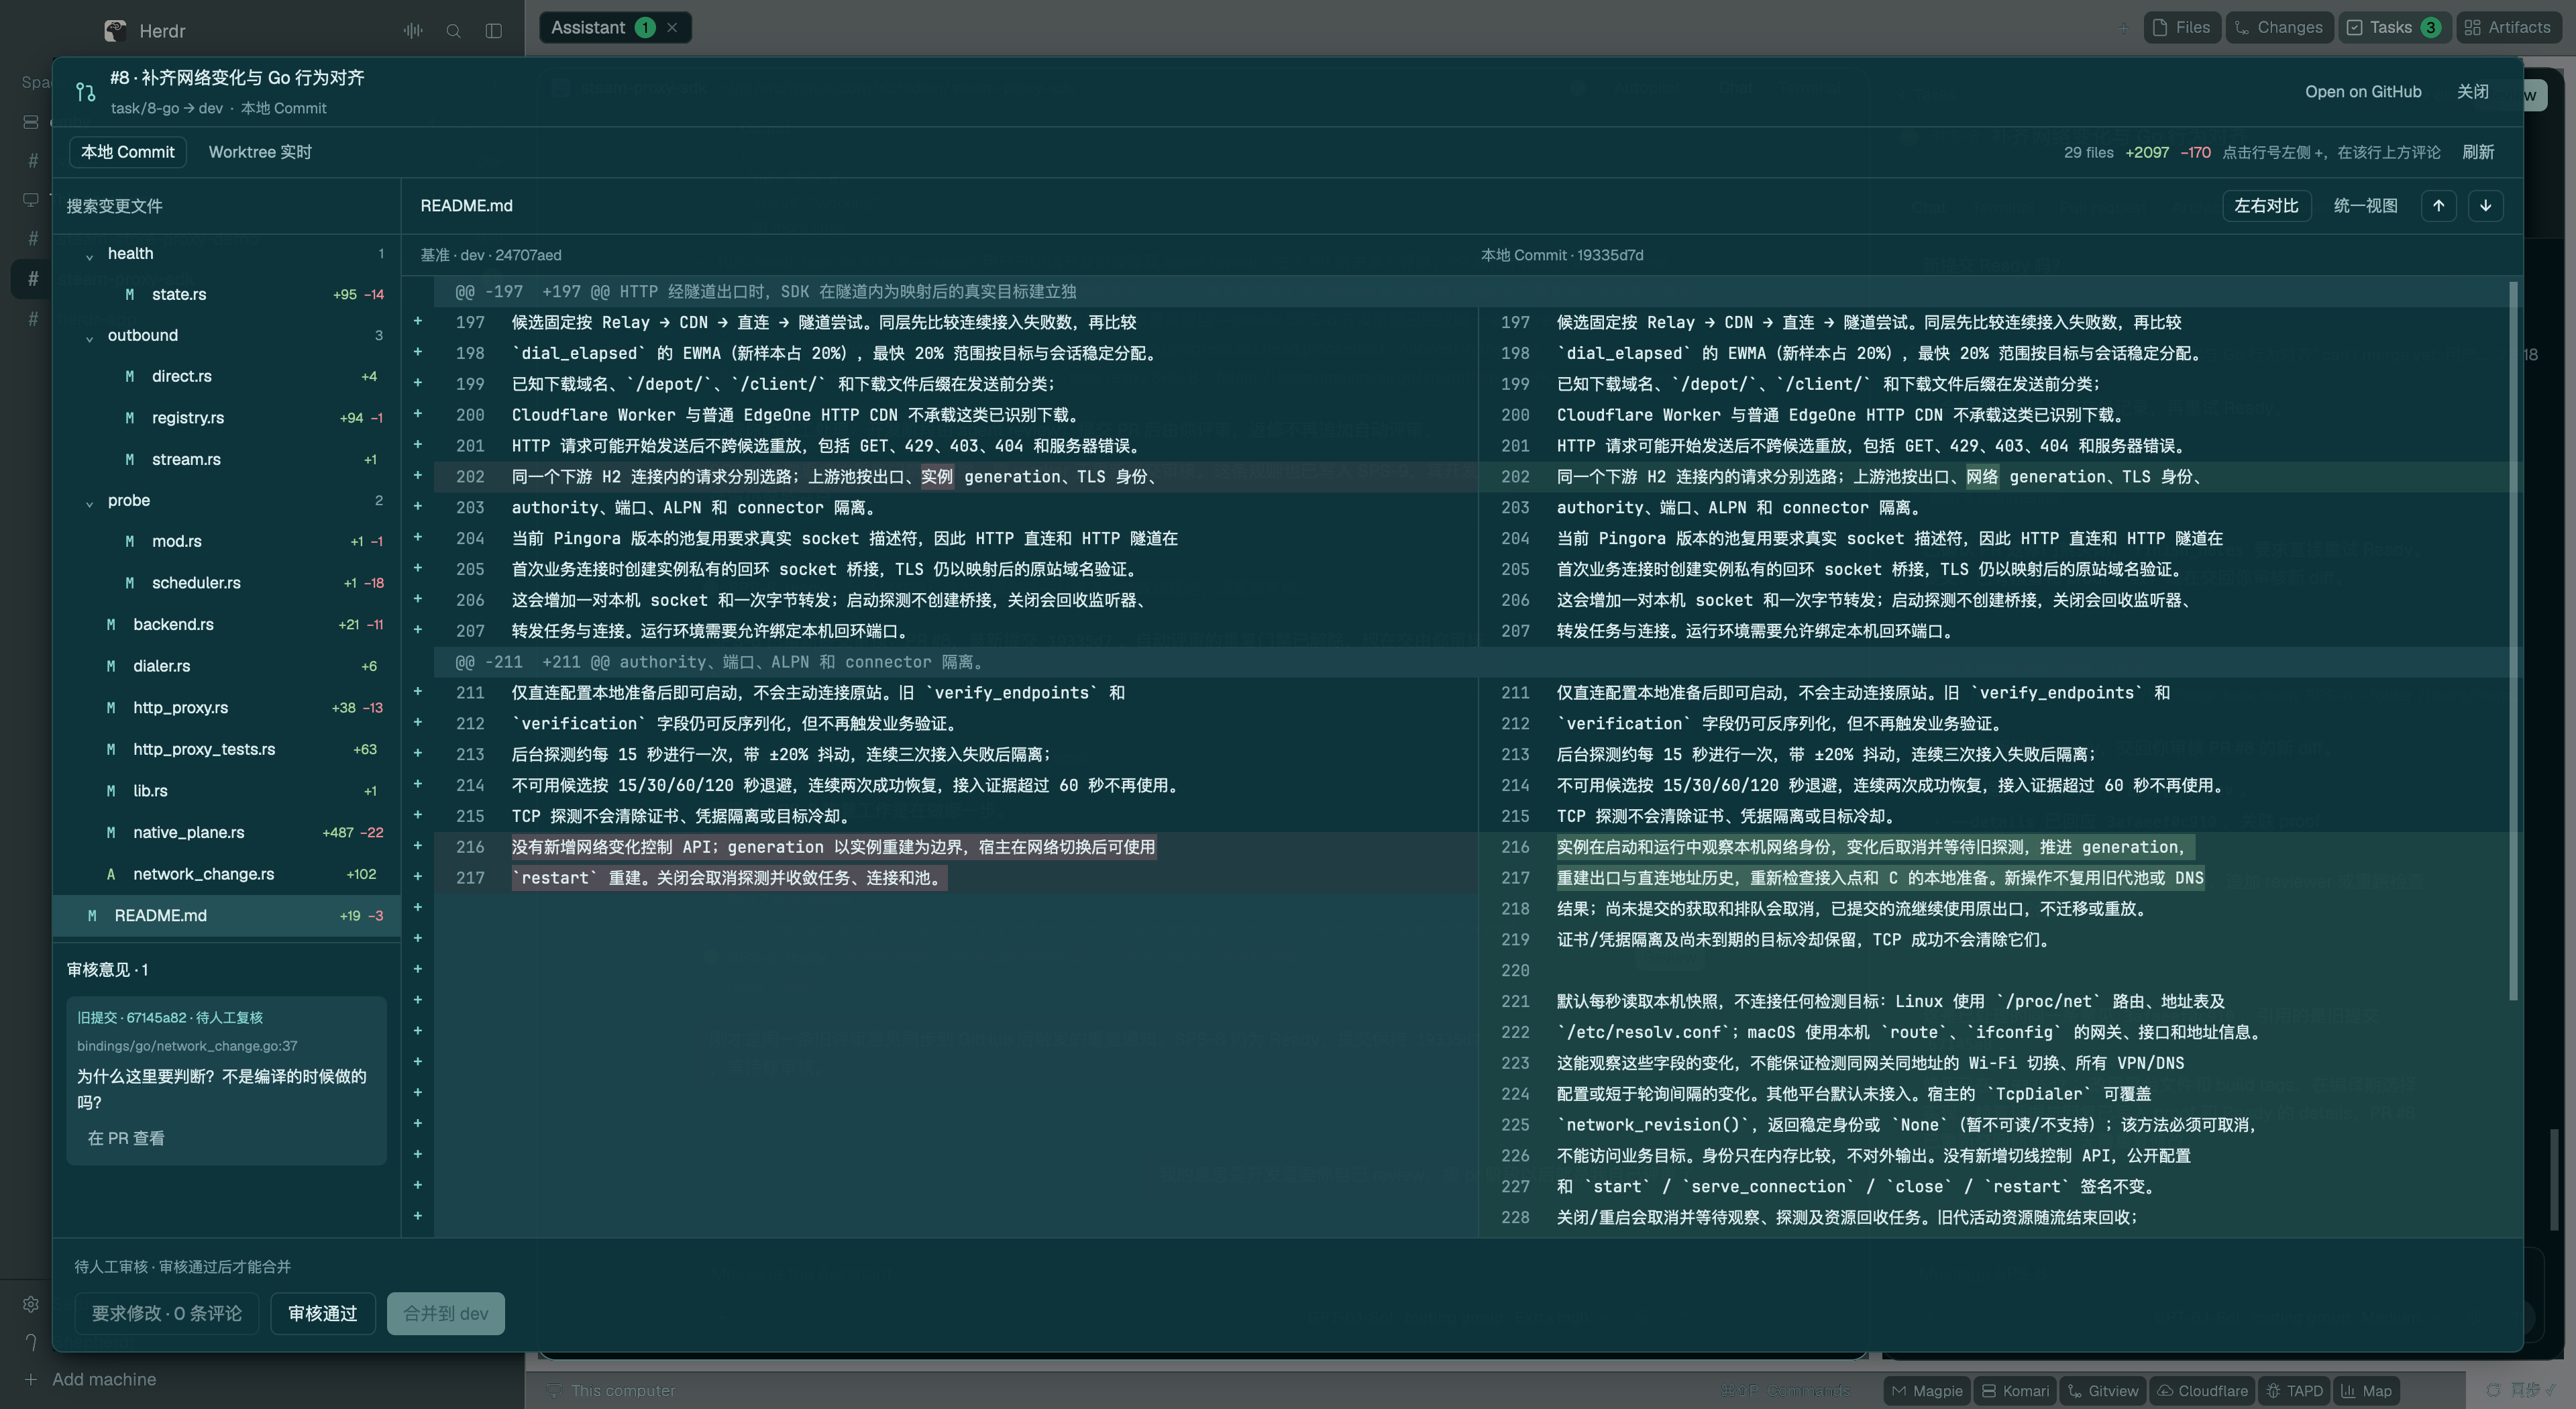 Herdr
Assistant 1 ×
Files
Changes
Tasks 3
Artifacts
#8 · 补齐网络变化与 Go 行为对齐
task/8-go → dev · 本地 Commit
Open on GitHub
关闭
本地 Commit
Worktree 实时
29 files +2097 −170 点击行号左侧 +，在该行上方评论 刷新
搜索变更文件
README.md
左右对比
统一视图
health 1
M state.rs +95 −14
outbound 3
M direct.rs +4
M registry.rs +94 −1
M stream.rs +1
probe 2
M mod.rs +1 −1
M scheduler.rs +1 −18
M backend.rs +21 −11
M dialer.rs +6
M http_proxy.rs +38 −13
M http_proxy_tests.rs +63
M lib.rs +1
M native_plane.rs +487 −22
A network_change.rs +102
M README.md +19 −3
审核意见 · 1
旧提交 · 67145a82 · 待人工复核
bindings/go/network_change.go:37
为什么这里要判断？不是编译的时候做的
吗？
在 PR 查看
基准 · dev · 24707aed
@@ -197 +197 @@ HTTP 经隧道出口时，SDK 在隧道内为映射后的真实目标建立独
197 候选固定按 Relay → CDN → 直连 → 隧道尝试。同层先比较连续接入失败数，再比较
198 `dial_elapsed` 的 EWMA（新样本占 20%），最快 20% 范围按目标与会话稳定分配。
199 已知下载域名、`/depot/`、`/client/` 和下载文件后缀在发送前分类；
200 Cloudflare Worker 与普通 EdgeOne HTTP CDN 不承载这类已识别下载。
201 HTTP 请求可能开始发送后不跨候选重放，包括 GET、429、403、404 和服务器错误。
202 同一个下游 H2 连接内的请求分别选路；上游池按出口、实例 generation、TLS 身份、
203 authority、端口、ALPN 和 connector 隔离。
204 当前 Pingora 版本的池复用要求真实 socket 描述符，因此 HTTP 直连和 HTTP 隧道在
205 首次业务连接时创建实例私有的回环 socket 桥接，TLS 仍以映射后的原站域名验证。
206 这会增加一对本机 socket 和一次字节转发；启动探测不创建桥接，关闭会回收监听器、
207 转发任务与连接。运行环境需要允许绑定本机回环端口。
@@ -211 +211 @@ authority、端口、ALPN 和 connector 隔离。
211 仅直连配置本地准备后即可启动，不会主动连接原站。旧 `verify_endpoints` 和
212 `verification` 字段仍可反序列化，但不再触发业务验证。
213 后台探测约每 15 秒进行一次，带 ±20% 抖动，连续三次接入失败后隔离；
214 不可用候选按 15/30/60/120 秒退避，连续两次成功恢复，接入证据超过 60 秒不再使用。
215 TCP 探测不会清除证书、凭据隔离或目标冷却。
216 没有新增网络变化控制 API；generation 以实例重建为边界，宿主在网络切换后可使用
217 `restart` 重建。关闭会取消探测并收敛任务、连接和池。
本地 Commit · 19335d7d
197 候选固定按 Relay → CDN → 直连 → 隧道尝试。同层先比较连续接入失败数，再比较
198 `dial_elapsed` 的 EWMA（新样本占 20%），最快 20% 范围按目标与会话稳定分配。
199 已知下载域名、`/depot/`、`/client/` 和下载文件后缀在发送前分类；
200 Cloudflare Worker 与普通 EdgeOne HTTP CDN 不承载这类已识别下载。
201 HTTP 请求可能开始发送后不跨候选重放，包括 GET、429、403、404 和服务器错误。
202 同一个下游 H2 连接内的请求分别选路；上游池按出口、网络 generation、TLS 身份、
203 authority、端口、ALPN 和 connector 隔离。
204 当前 Pingora 版本的池复用要求真实 socket 描述符，因此 HTTP 直连和 HTTP 隧道在
205 首次业务连接时创建实例私有的回环 socket 桥接，TLS 仍以映射后的原站域名验证。
206 这会增加一对本机 socket 和一次字节转发；启动探测不创建桥接，关闭会回收监听器、
207 转发任务与连接。运行环境需要允许绑定本机回环端口。
211 仅直连配置本地准备后即可启动，不会主动连接原站。旧 `verify_endpoints` 和
212 `verification` 字段仍可反序列化，但不再触发业务验证。
213 后台探测约每 15 秒进行一次，带 ±20% 抖动，连续三次接入失败后隔离；
214 不可用候选按 15/30/60/120 秒退避，连续两次成功恢复，接入证据超过 60 秒不再使用。
215 TCP 探测不会清除证书、凭据隔离或目标冷却。
216 实例在启动和运行中观察本机网络身份，变化后取消并等待旧探测，推进 generation，
217 重建出口与直连地址历史，重新检查接入点和 C 的本地准备。新操作不复用旧代池或 DNS
218 结果；尚未提交的获取和排队会取消，已提交的流继续使用原出口，不迁移或重放。
219 证书/凭据隔离及尚未到期的目标冷却保留，TCP 成功不会清除它们。
220
221 默认每秒读取本机快照，不连接任何检测目标：Linux 使用 `/proc/net` 路由、地址表及
222 `/etc/resolv.conf`；macOS 使用本机 `route`、`ifconfig` 的网关、接口和地址信息。
223 这能观察这些字段的变化，不能保证检测同网关同地址的 Wi-Fi 切换、所有 VPN/DNS
224 配置或短于轮询间隔的变化。其他平台默认未接入。宿主的 `TcpDialer` 可覆盖
225 `network_revision()`，返回稳定身份或 `None`（暂不可读/不支持）；该方法必须可取消，
226 不能访问业务目标。身份只在内存比较，不对外输出。没有新增切线控制 API，公开配置
227 和 `start` / `serve_connection` / `close` / `restart` 签名不变。
228 关闭/重启会取消并等待观察、探测及资源回收任务。旧代活动资源随流结束回收；
待人工审核 · 审核通过后才能合并
要求修改 · 0 条评论
审核通过
合并到 dev
Add machine
This computer
Commands
Magpie
Komari
Gitview
Cloudflare
TAPD
Map